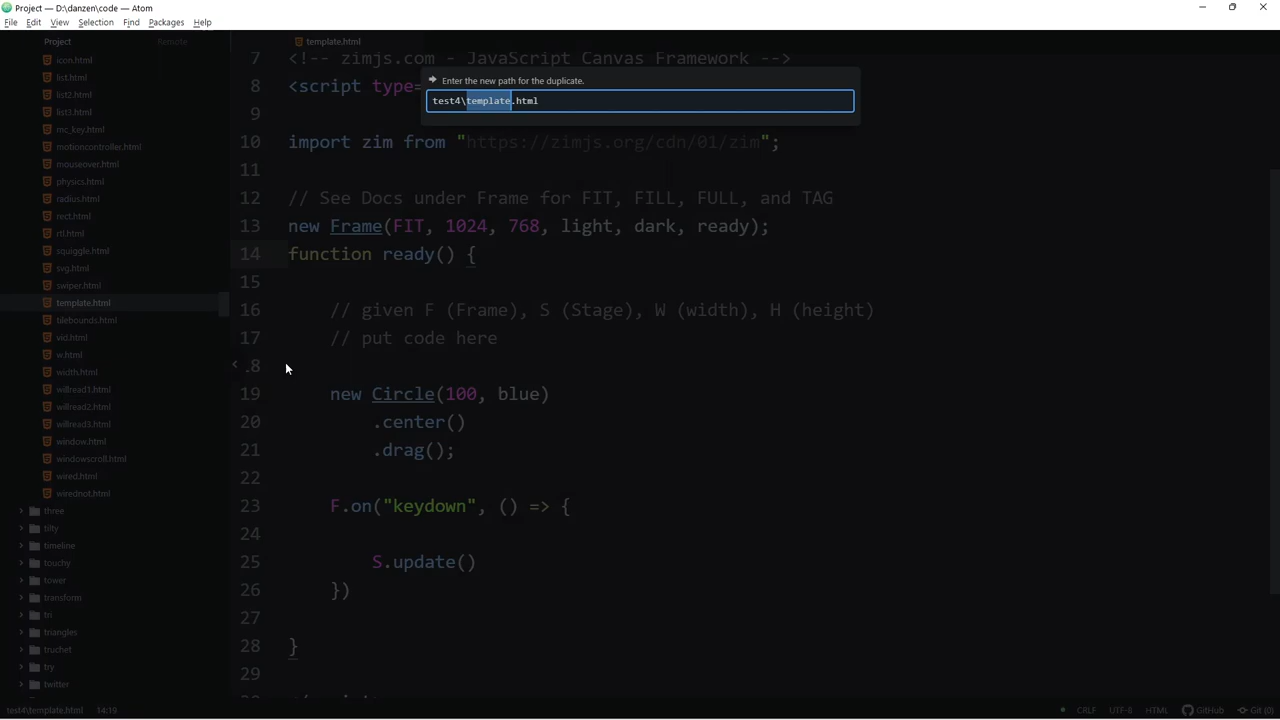 Project — D:\danzen\code — Atom
File Edit View Selection Find Packages Help
Project Remote
template.html
icon.html
list.html
list2.html
list3.html
mc_key.html
motioncontroller.html
mouseover.html
physics.html
radius.html
rect.html
rtl.html
squiggle.html
svg.html
swiper.html
template.html
tilebounds.html
vid.html
w.html
width.html
willread1.html
willread2.html
willread3.html
window.html
windowscroll.html
wired.html
wirednot.html
three
tilty
timeline
touchy
tower
transform
tri
triangles
truchet
try
twitter
Enter the new path for the duplicate.
test4\template.html
7 <!-- zimjs.com - JavaScript Canvas Framework -->
8 <script type=
9
10 import zim from "https://zimjs.org/cdn/01/zim";
11
12 // See Docs under Frame for FIT, FILL, FULL, and TAG
13 new Frame(FIT, 1024, 768, light, dark, ready);
14 function ready() {
15
16 // given F (Frame), S (Stage), W (width), H (height)
17 // put code here
.8
19 new Circle(100, blue)
20 .center()
21 .drag();
22
23 F.on("keydown", () => {
24
25 S.update()
26 })
27
28 }
29
test4\template.html 14:19
CRLF UTF-8 HTML GitHub Git (0)